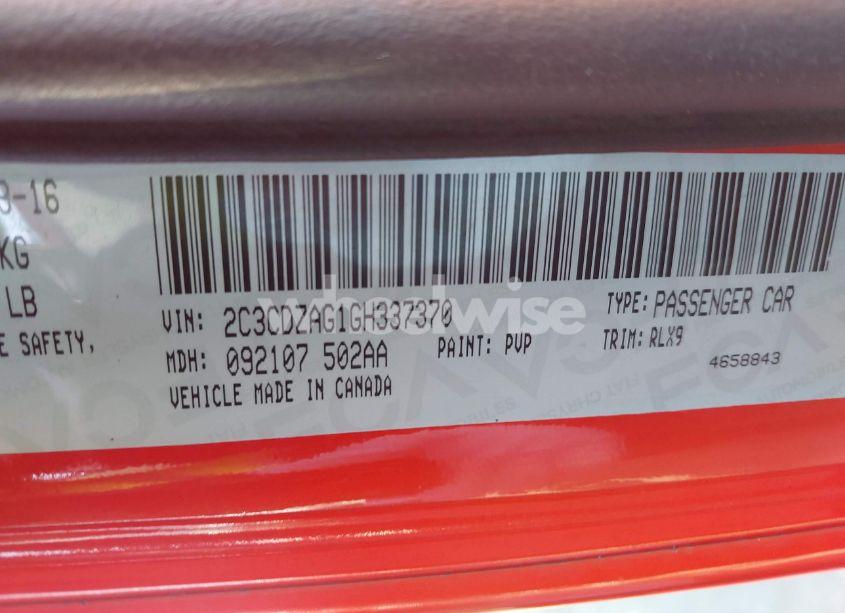 8-16
KG
LB
E SAFETY,
VIN: 2C3CDZAG1GH337370
TYPE: PASSENGER CAR
MDH: 092107 502AA
PAINT: PVP
TRIM: RLX9
4658843
VEHICLE MADE IN CANADA
wheelwise